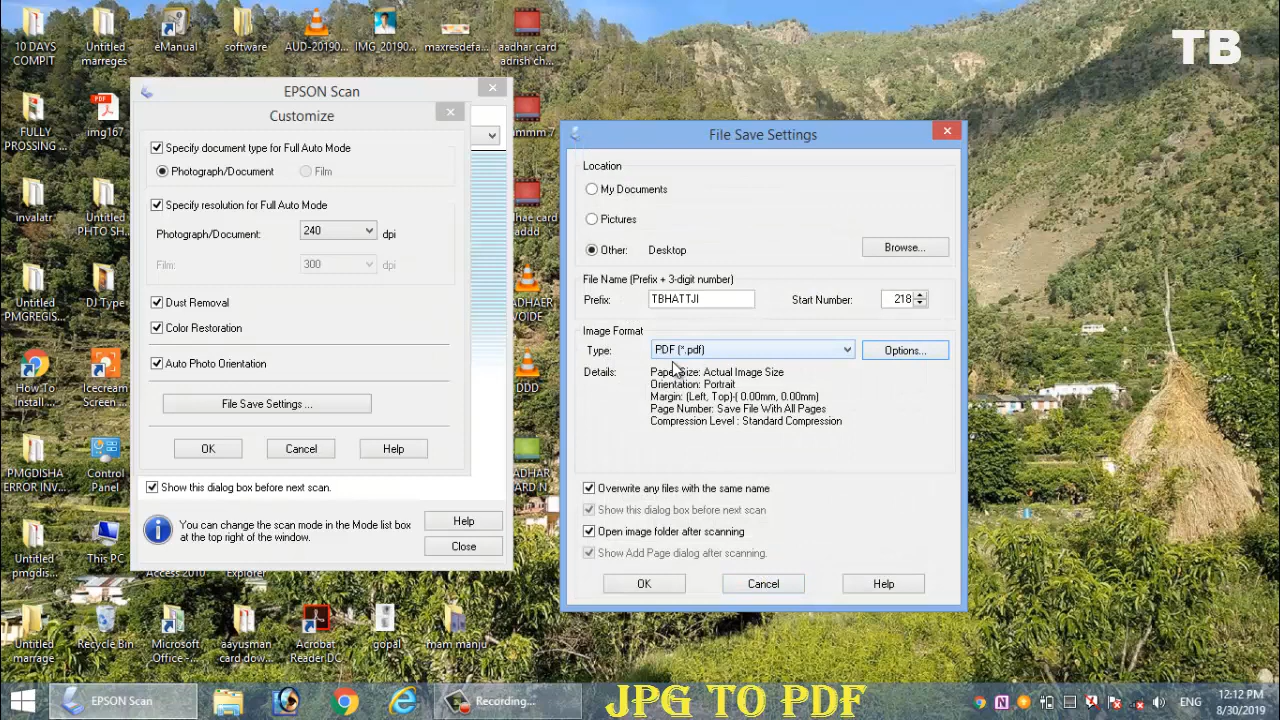 10 DAYS
COMPIT
Untitled
marreges
eManual
software
AUD-20190...
IMG_20190...
maxresdefa...
aadhar card
adrish ch...
TB
EPSON Scan
Customize
Specify document type for Full Auto Mode
Photograph/Document
Film
Specify resolution for Full Auto Mode
Photograph/Document:
240
dpi
Film:
300
dpi
Dust Removal
Color Restoration
Auto Photo Orientation
File Save Settings ...
OK
Cancel
Help
Show this dialog box before next scan.
You can change the scan mode in the Mode list box
at the top right of the window.
Help
Close
File Save Settings
Location
My Documents
Pictures
Other:
Desktop
Browse...
File Name (Prefix + 3-digit number)
Prefix:
TBHATTJI
Start Number:
218
Image Format
Type:
PDF (*.pdf)
Options...
Details:
Paper Size: Actual Image Size
Orientation: Portrait
Margin: (Left, Top)-( 0.00mm, 0.00mm)
Page Number: Save File With All Pages
Compression Level : Standard Compression
Overwrite any files with the same name
Show this dialog box before next scan
Open image folder after scanning
Show Add Page dialog after scanning.
OK
Cancel
Help
FULLY
PROSSING ...
PDF
img167
invalatr
Untitled
PHTO SH...
Untitled
PMGREGIS...
DJ Type
How To
Install
Icecream
Screen ...
PMGDISHA
ERROR INV...
Control
Panel
Untitled
pmgdis...
This PC
Access 2010
Explorer
Untitled
marrage
Recycle Bin
Microsoft
Office -...
aayusman
card dow...
Acrobat
Reader DC
gopal
mam manju
DDD
EPSON Scan
Recording...
JPG TO PDF
ENG
12:12 PM
8/30/2019